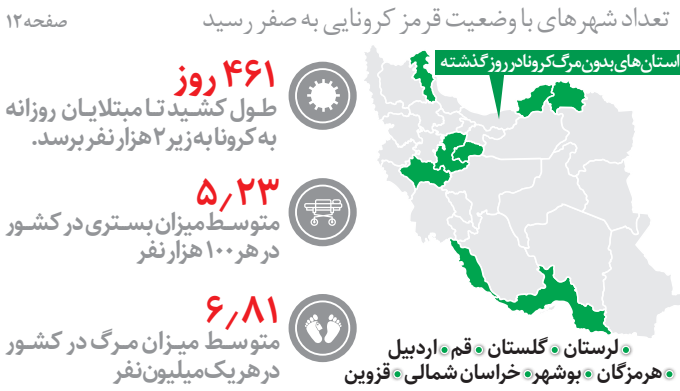 تعداد شهرهای با وضعیت قرمز کرونایی به صفر رسید
صفحه۱۲
استان‌های بدون مرگ کرونا در روز گذشته
۴۶۱ روز
طول کشید تا مبتلایان روزانه
به کرونا به زیر ۲ هزار نفر برسد.
۵٫۲۳
متوسط میزان بستری در کشور
در هر ۱۰۰ هزار نفر
۶٫۸۱
متوسط میزان مرگ در کشور
در هر یک میلیون نفر
• لرستان • گلستان • قم • اردبیل
• هرمزگان • بوشهر • خراسان شمالی • قزوین